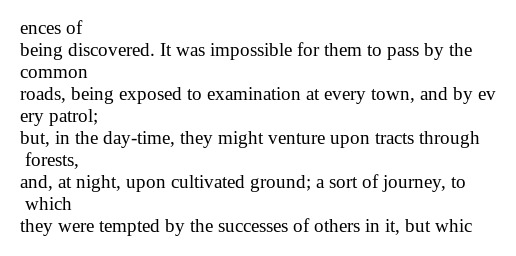 ences of
being discovered. It was impossible for them to pass by the
common
roads, being exposed to examination at every town, and by ev
ery patrol;
but, in the day-time, they might venture upon tracts through
forests,
and, at night, upon cultivated ground; a sort of journey, to
which
they were tempted by the successes of others in it, but whic